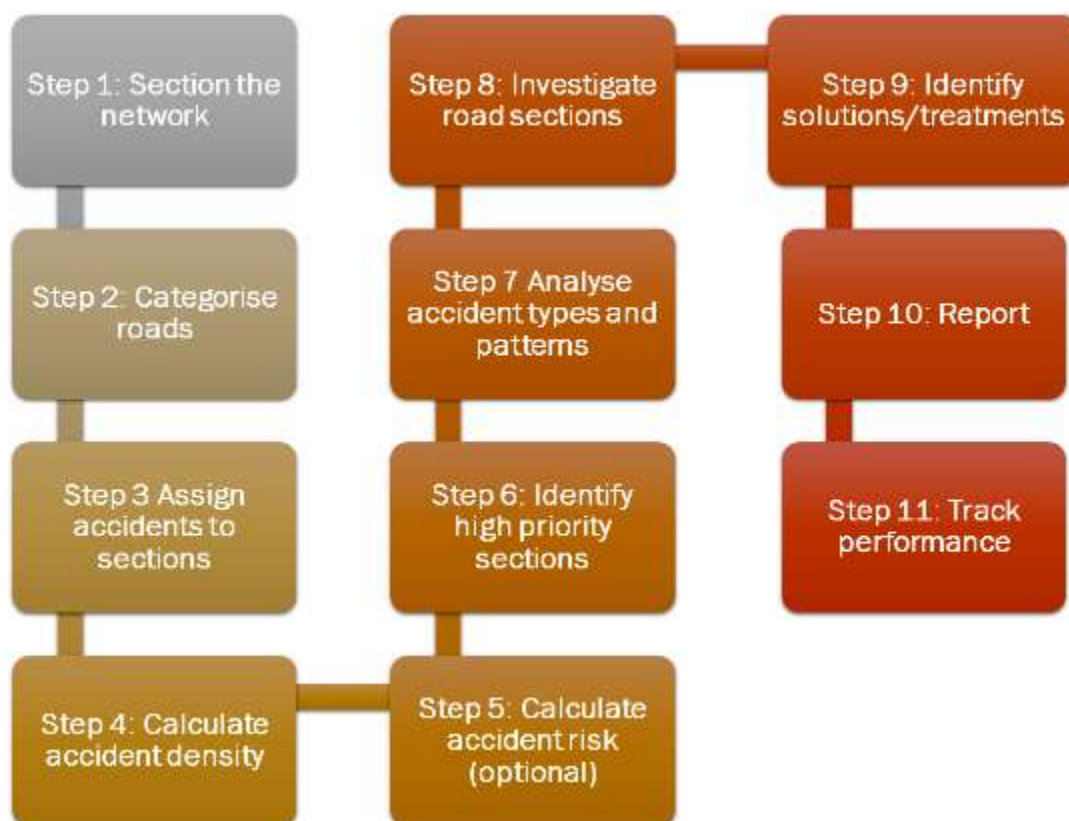 Step 1: Section the
network
Step 2: Categorise
roads
Step 3 Assign
accidents to
sections
Step 4: Calculate
accident density
Step 5: Calculate
accident risk
(optional)
Step 6: Identify
high priority
sections
Step 7 Analyse
accident types and
patterns
Step 8: Investigate
road sections
Step 9: Identify
solutions/treatments
Step 10: Report
Step 11: Track
performance